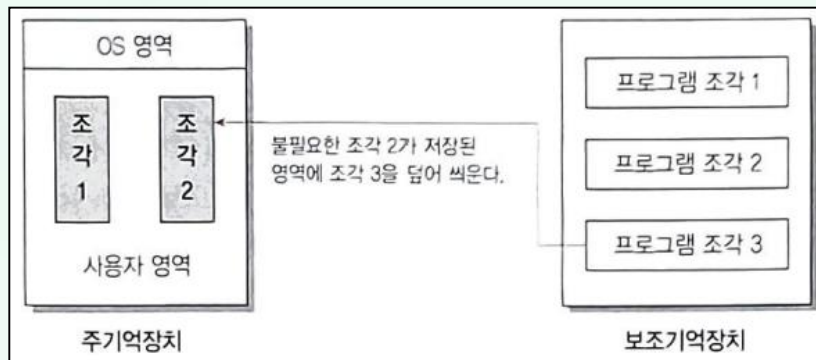 OS 영역
조각 1
조각 2
사용자 영역
주기억장치
불필요한 조각 2가 저장된
영역에 조각 3을 덮어 씌운다.
프로그램 조각 1
프로그램 조각 2
프로그램 조각 3
보조기억장치